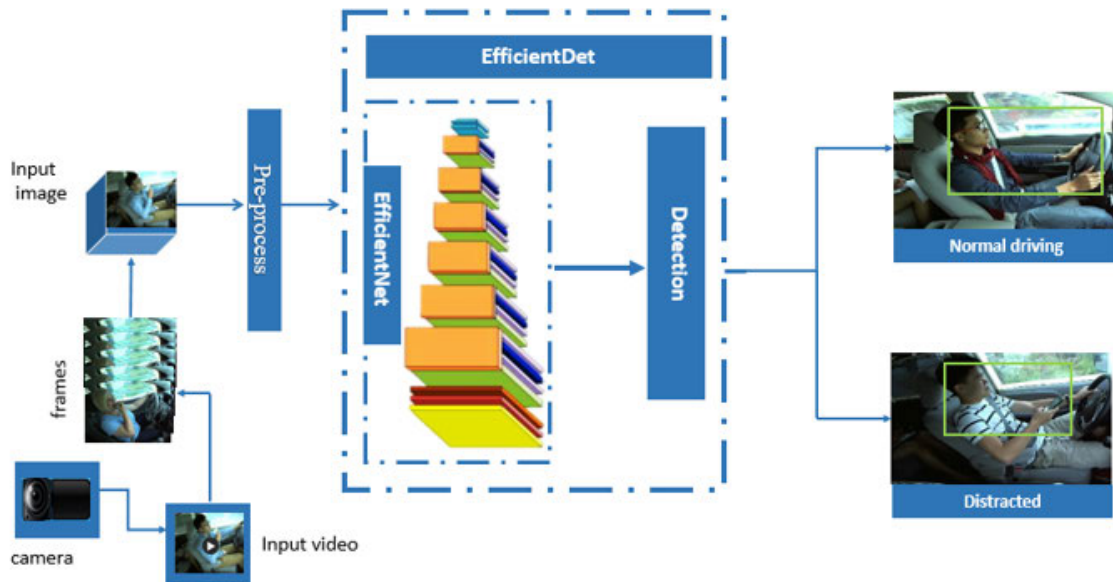 EfficientDet
Input
image
Pre-process
EfficientNet
Detection
Normal driving
frames
Distracted
camera
Input video